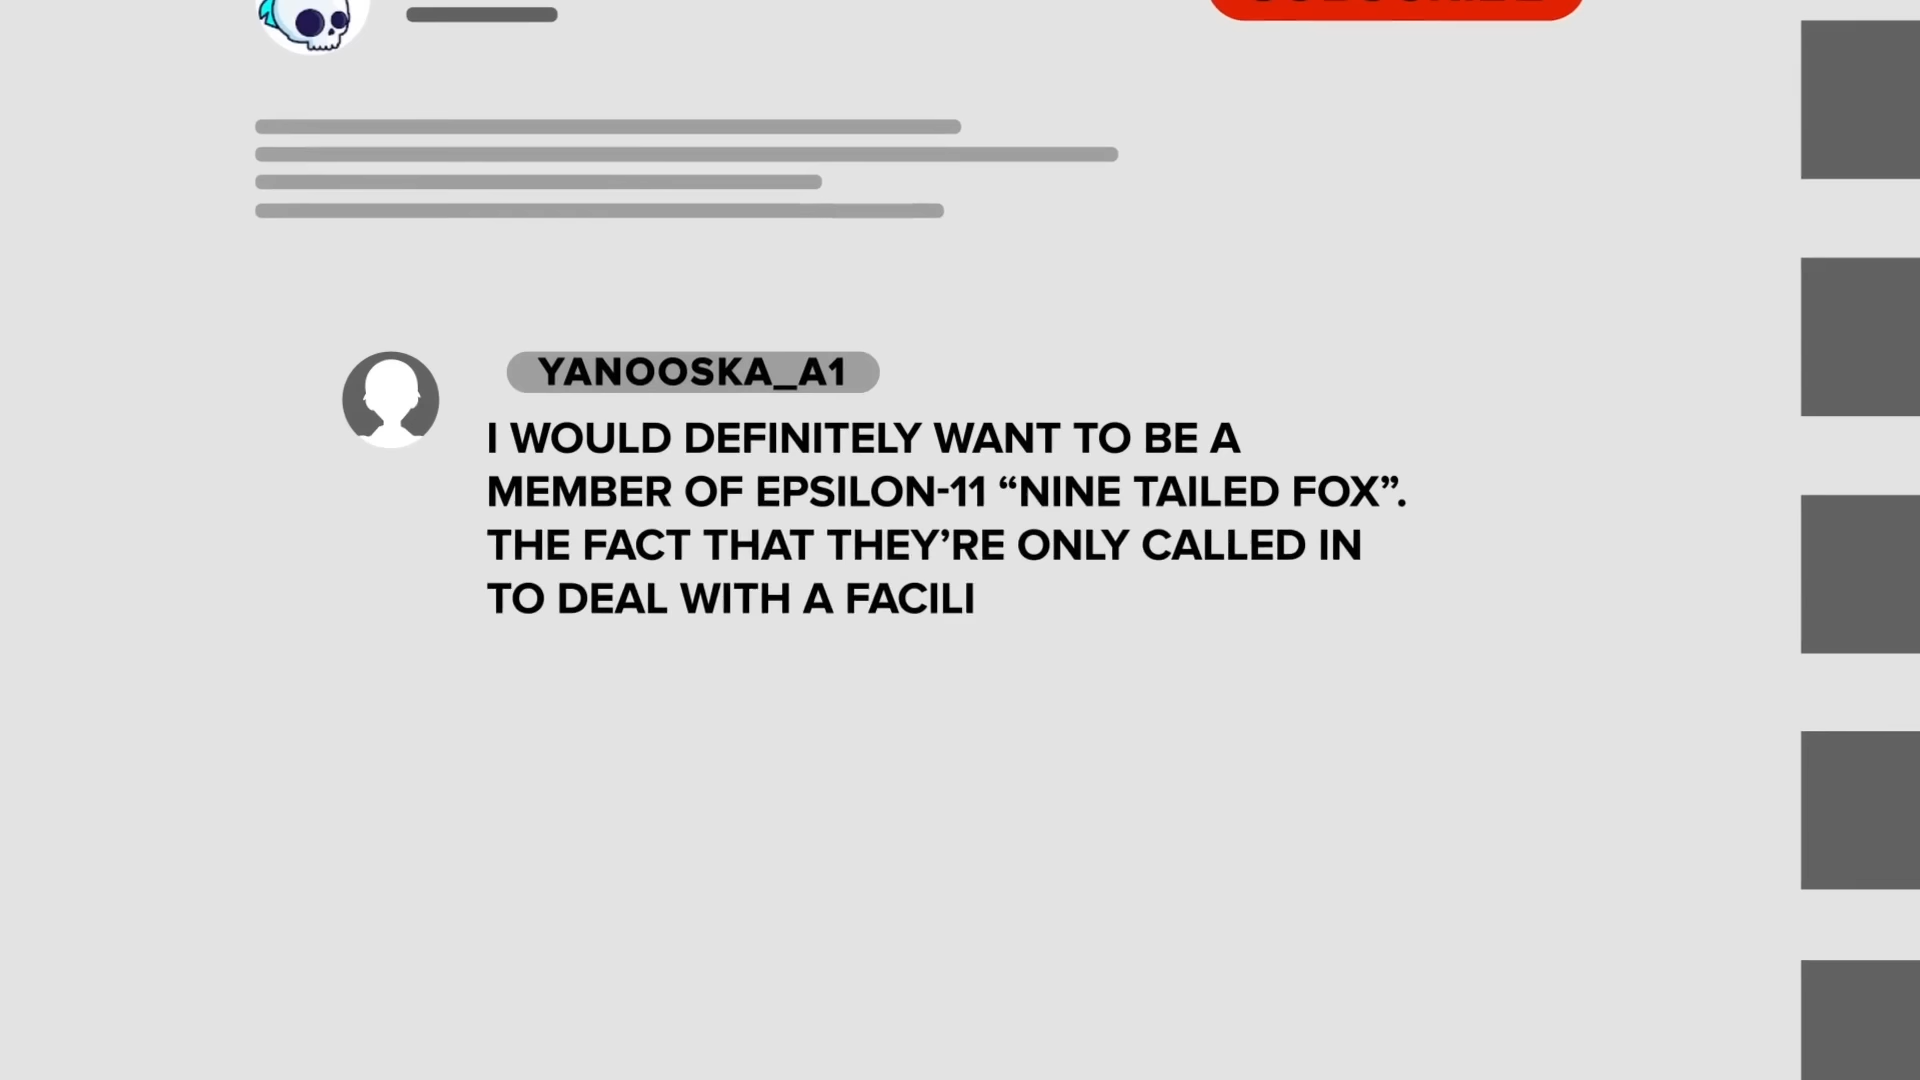 YANOOSKA_A1
I WOULD DEFINITELY WANT TO BE A
MEMBER OF EPSILON-11 “NINE TAILED FOX”.
THE FACT THAT THEY’RE ONLY CALLED IN
TO DEAL WITH A FACILI